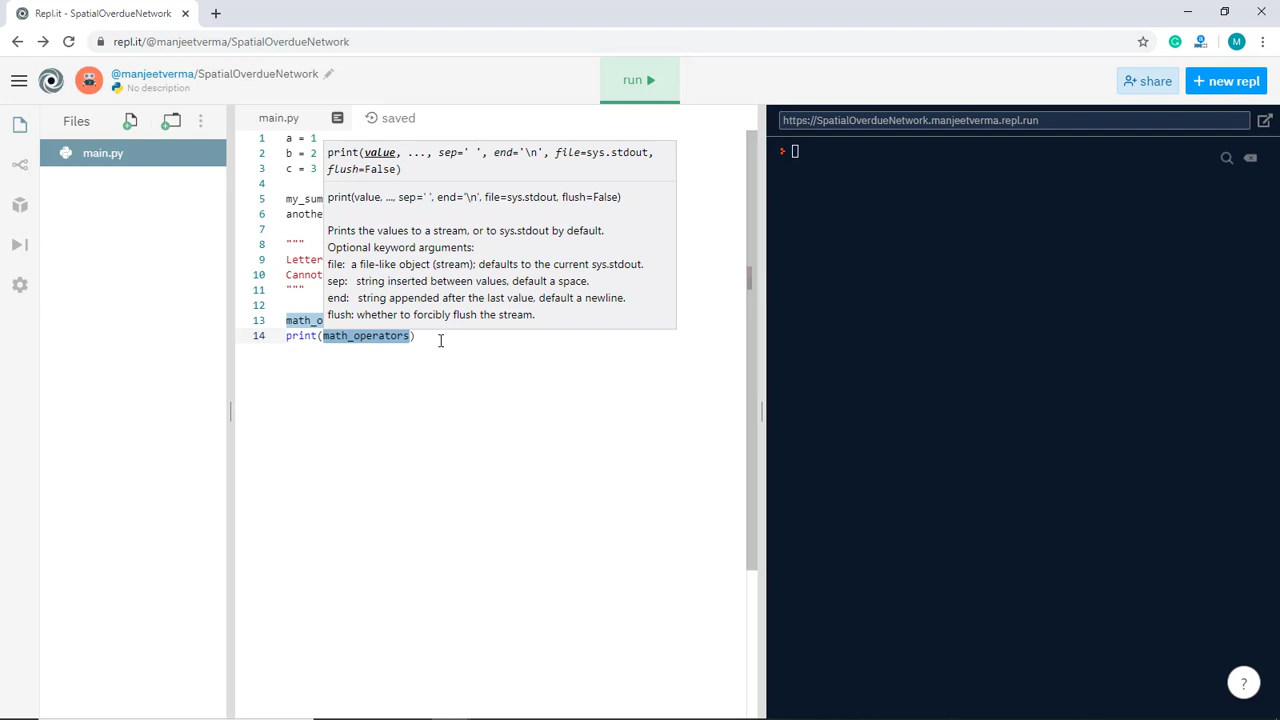 Repl.it - SpatialOverdueNetwork
repl.it/@manjeetverma/SpatialOverdueNetwork
M
@manjeetverma/SpatialOverdueNetwork
No description
run
share
+ new repl
Files
main.py
main.py
saved
https://SpatialOverdueNetwork.manjeetverma.repl.run
1 a = 1
2 b = 2
3 c = 3
4
5 my_sum
6 anothe
7
8 """
9 Letter
10 Cannot
11 """
12
13 math_o
14 print(math_operators)
print(value, ..., sep=' ', end='\n', file=sys.stdout,
flush=False)
print(value, ..., sep=' ', end='\n', file=sys.stdout, flush=False)
Prints the values to a stream, or to sys.stdout by default.
Optional keyword arguments:
file: a file-like object (stream); defaults to the current sys.stdout.
sep: string inserted between values, default a space.
end: string appended after the last value, default a newline.
flush: whether to forcibly flush the stream.
?